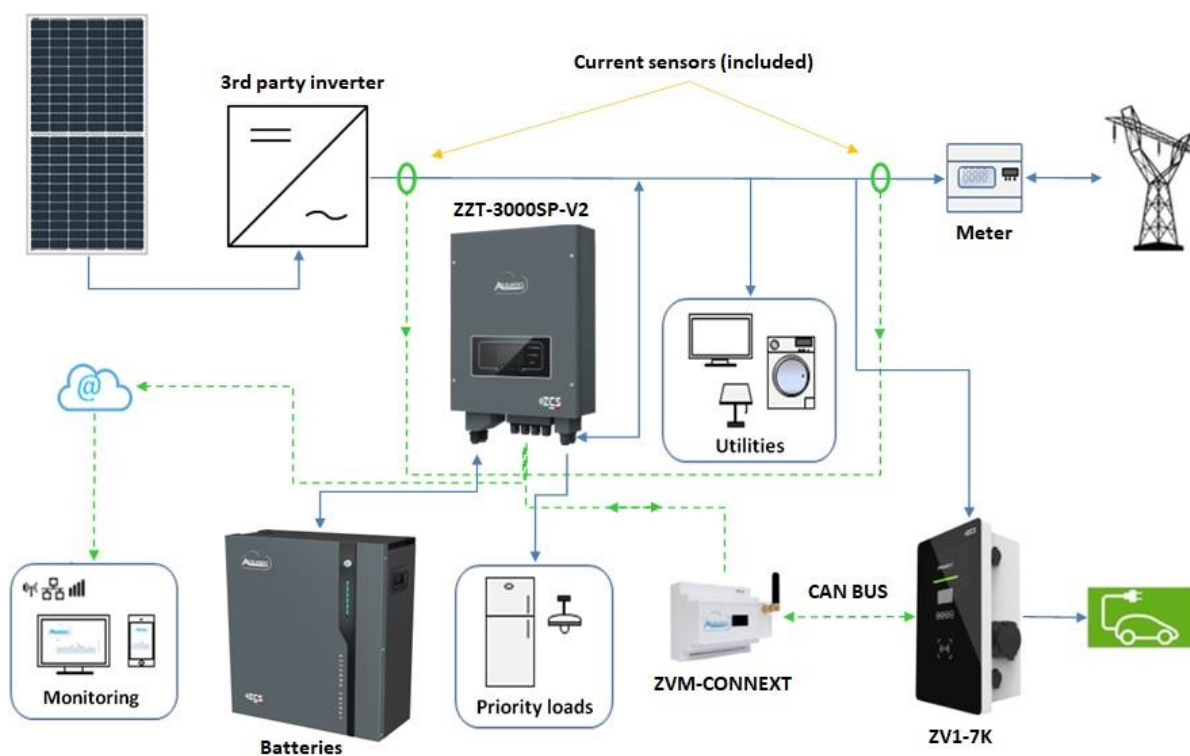 Current sensors (included)
3rd party inverter
ZZT-3000SP-V2
Meter
@
Utilities
CAN BUS
Monitoring
Priority loads
ZVM-CONNEXT
Batteries
ZV1-7K
ZCS